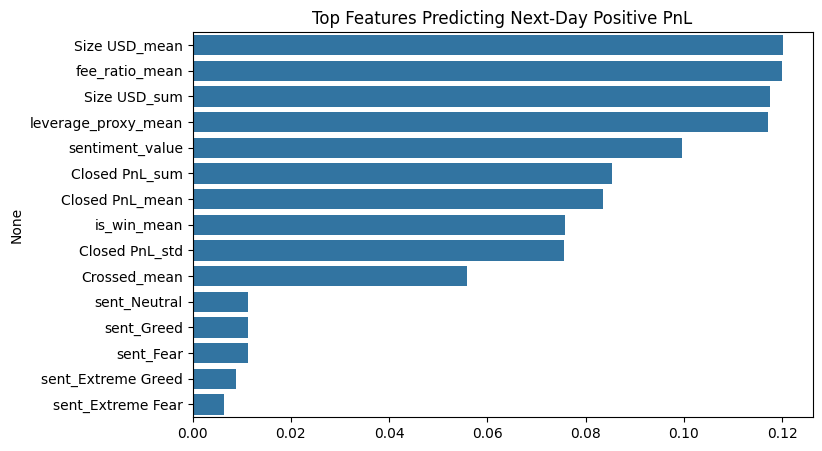 Top Features Predicting Next-Day Positive PnL
None
Size USD_mean
fee_ratio_mean
Size USD_sum
leverage_proxy_mean
sentiment_value
Closed PnL_sum
Closed PnL_mean
is_win_mean
Closed PnL_std
Crossed_mean
sent_Neutral
sent_Greed
sent_Fear
sent_Extreme Greed
sent_Extreme Fear
0.00 0.02 0.04 0.06 0.08 0.10 0.12